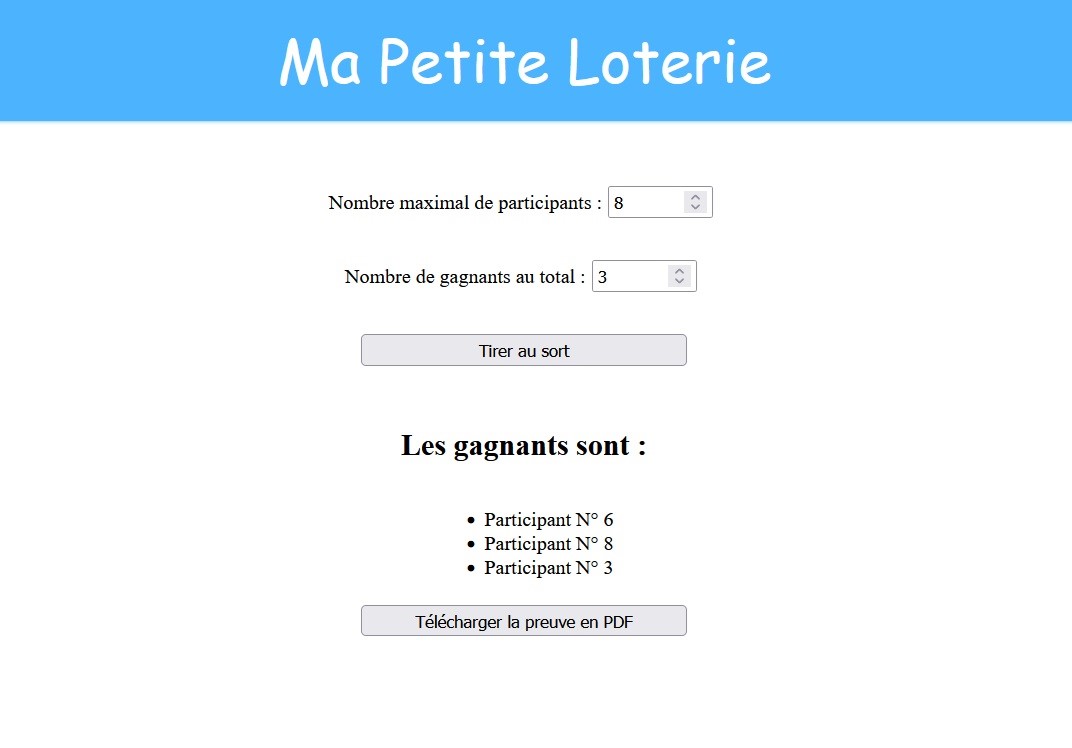 Ma Petite Loterie
Nombre maximal de participants : 8
Nombre de gagnants au total : 3
Tirer au sort
Les gagnants sont :
• Participant N° 6
• Participant N° 8
• Participant N° 3
Télécharger la preuve en PDF